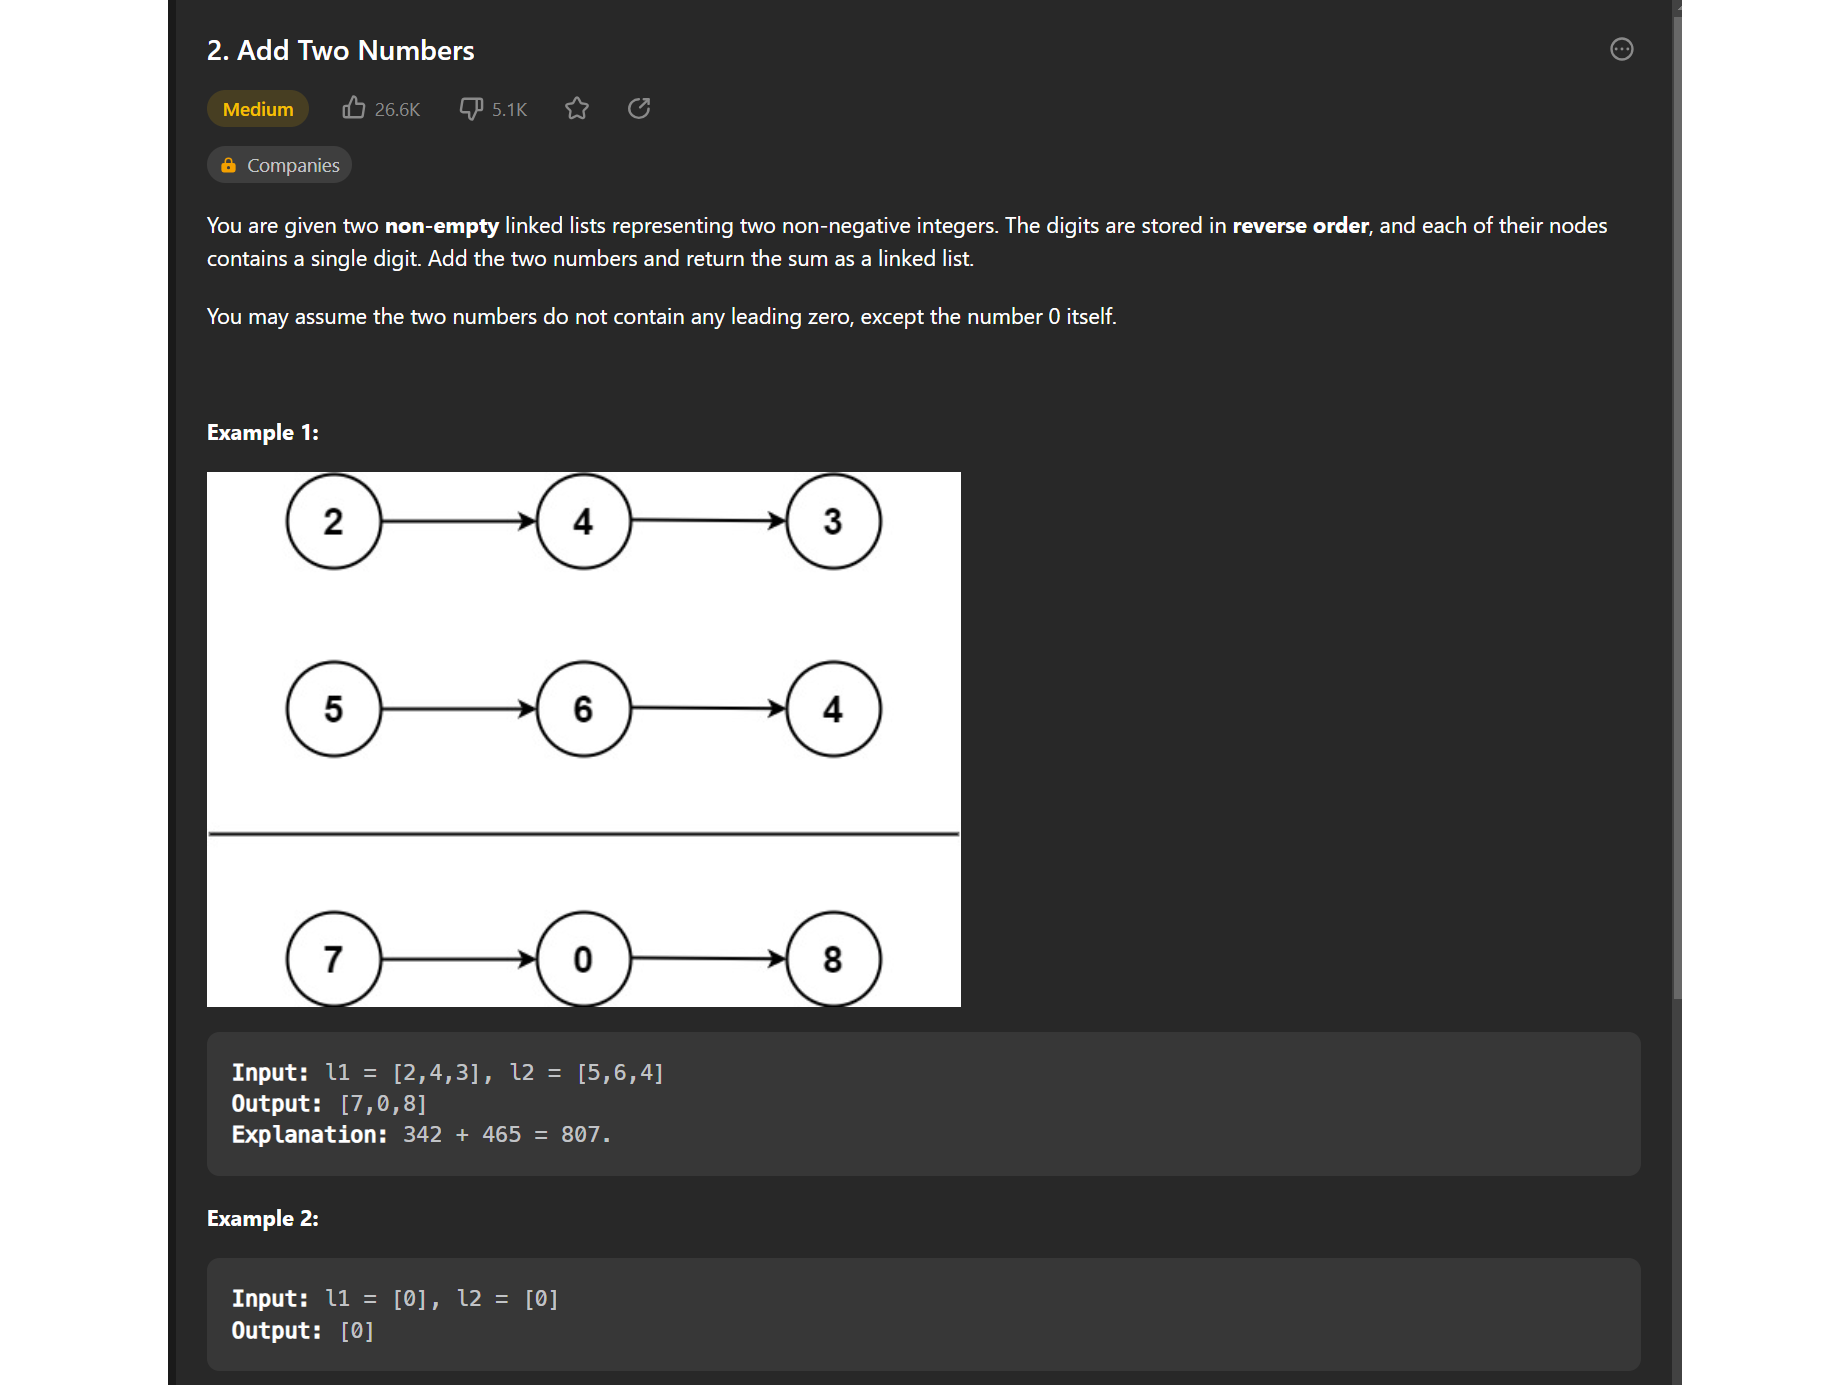 2. Add Two Numbers
Medium 26.6K 5.1K
Companies
You are given two non-empty linked lists representing two non-negative integers. The digits are stored in reverse order, and each of their nodes
contains a single digit. Add the two numbers and return the sum as a linked list.
You may assume the two numbers do not contain any leading zero, except the number 0 itself.
Example 1:
2 4 3
5 6 4
7 0 8
Input: l1 = [2,4,3], l2 = [5,6,4]
Output: [7,0,8]
Explanation: 342 + 465 = 807.
Example 2:
Input: l1 = [0], l2 = [0]
Output: [0]